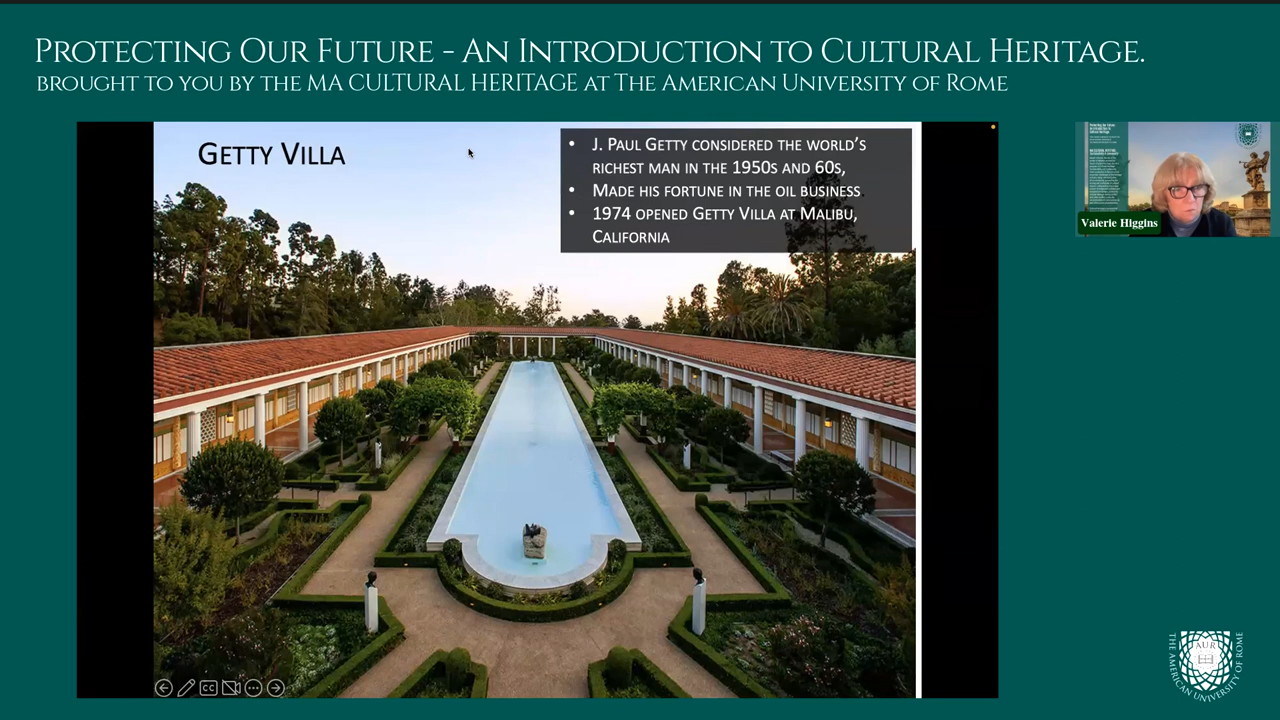 PROTECTING OUR FUTURE - AN INTRODUCTION TO CULTURAL HERITAGE.
BROUGHT TO YOU BY THE MA CULTURAL HERITAGE AT THE AMERICAN UNIVERSITY OF ROME
GETTY VILLA
• J. PAUL GETTY CONSIDERED THE WORLD'S
RICHEST MAN IN THE 1950S AND 60S,
• MADE HIS FORTUNE IN THE OIL BUSINESS
• 1974 OPENED GETTY VILLA AT MALIBU,
CALIFORNIA
Valerie Higgins
CC
AUR
THE AMERICAN UNIVERSITY OF ROME